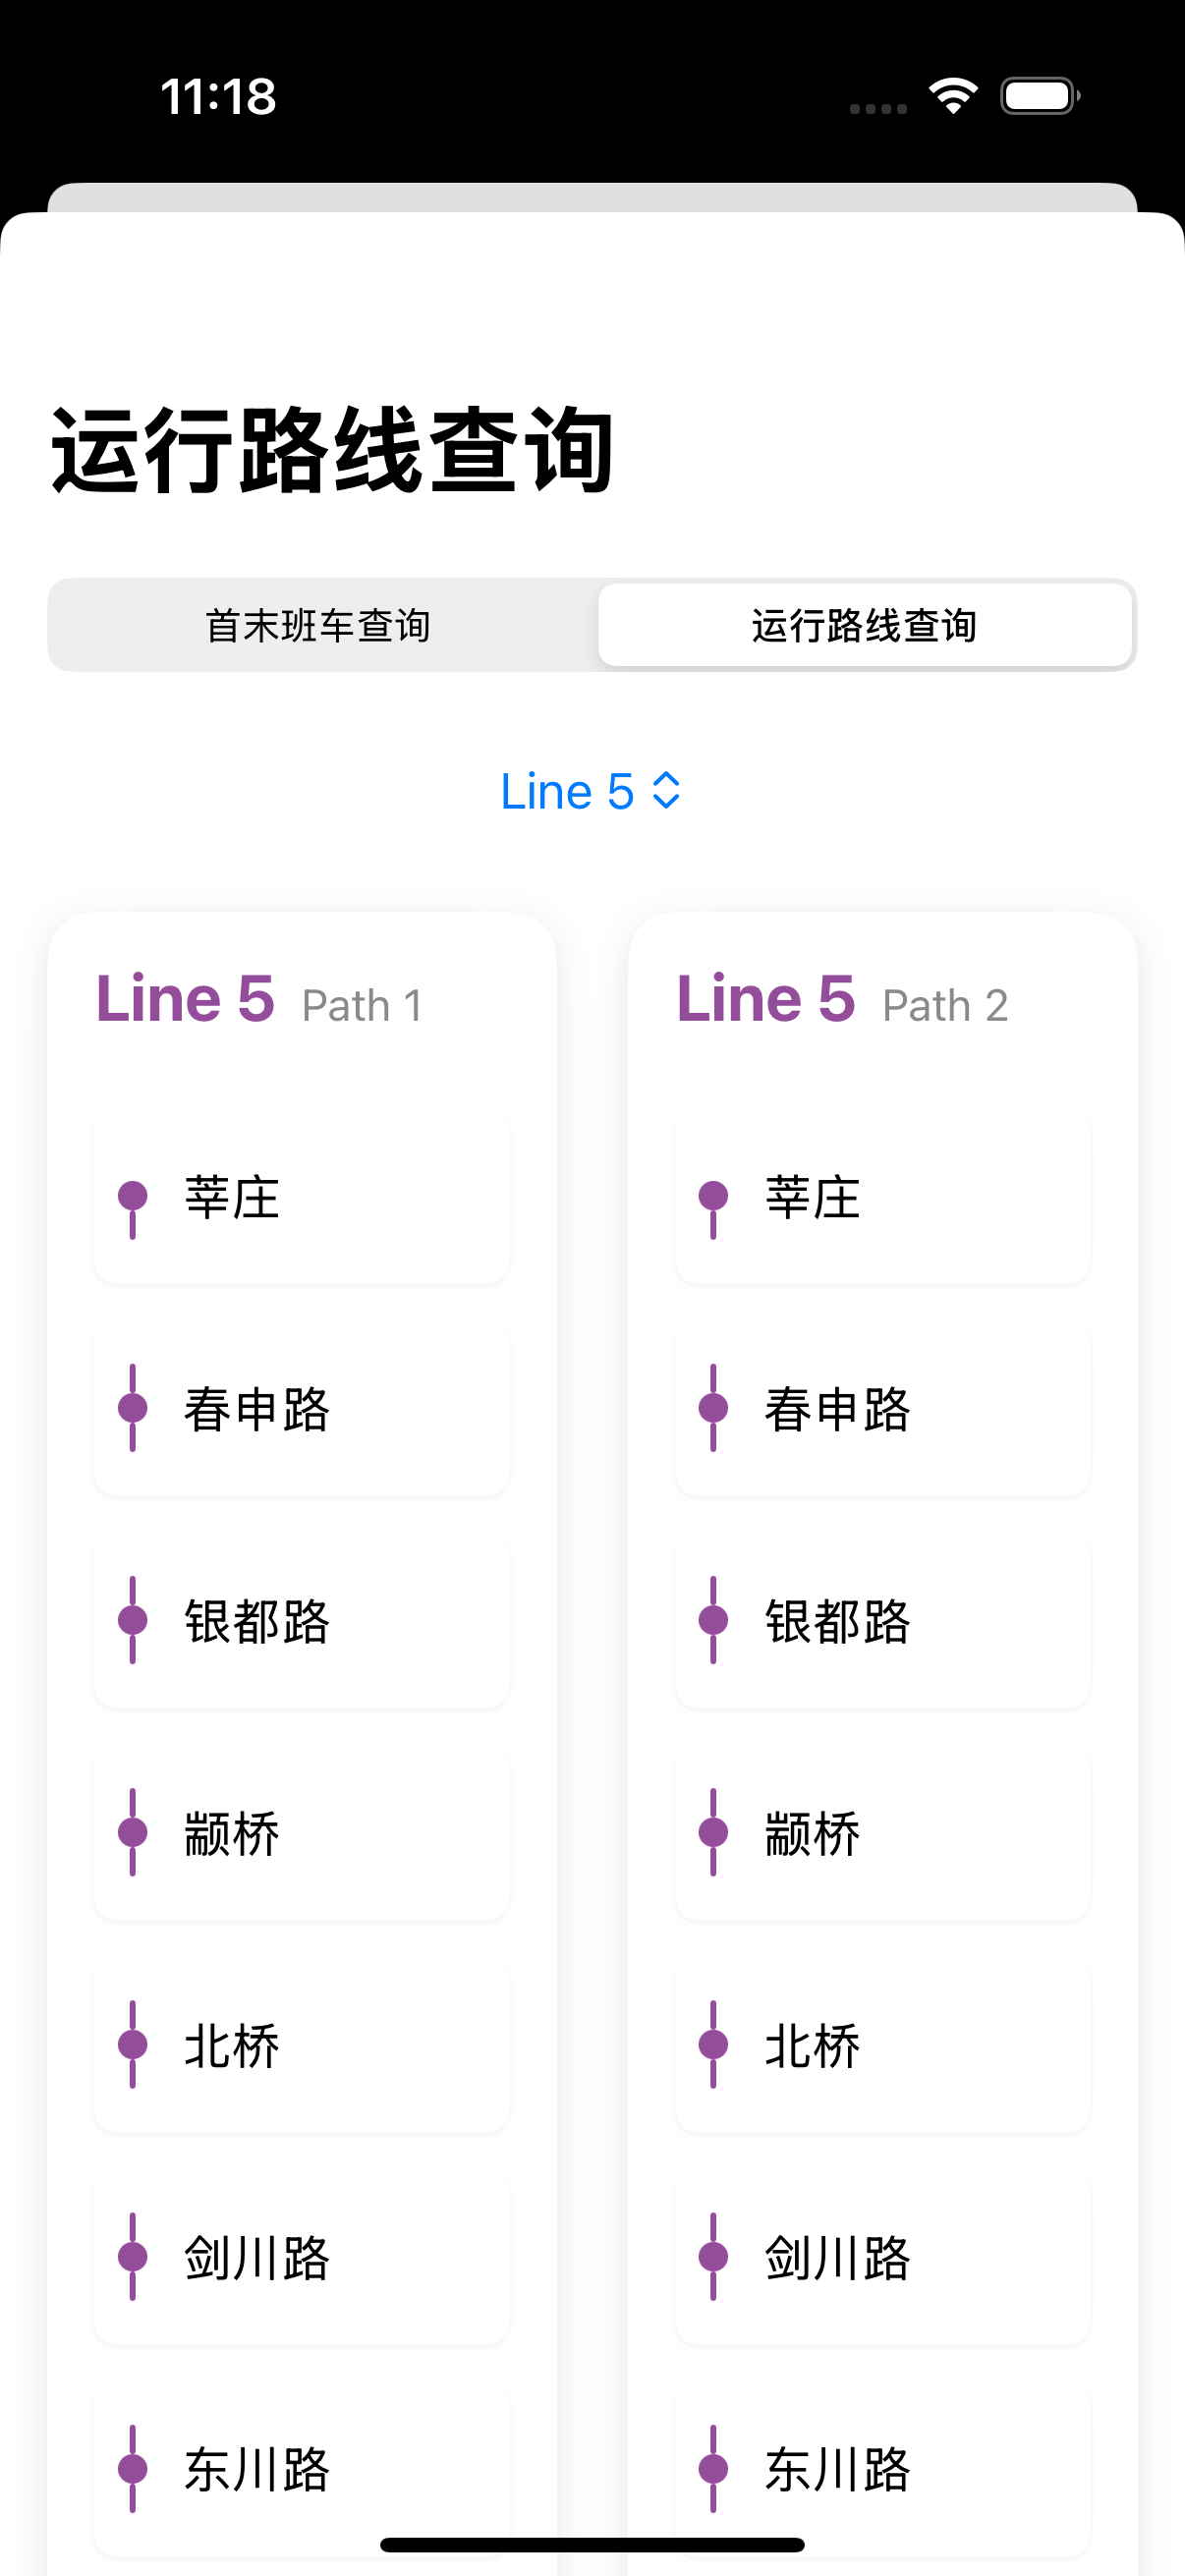 11:18
运行路线查询
首末班车查询 运行路线查询
Line 5
Line 5 Path 1
莘庄
春申路
银都路
颛桥
北桥
剑川路
东川路
Line 5 Path 2
莘庄
春申路
银都路
颛桥
北桥
剑川路
东川路